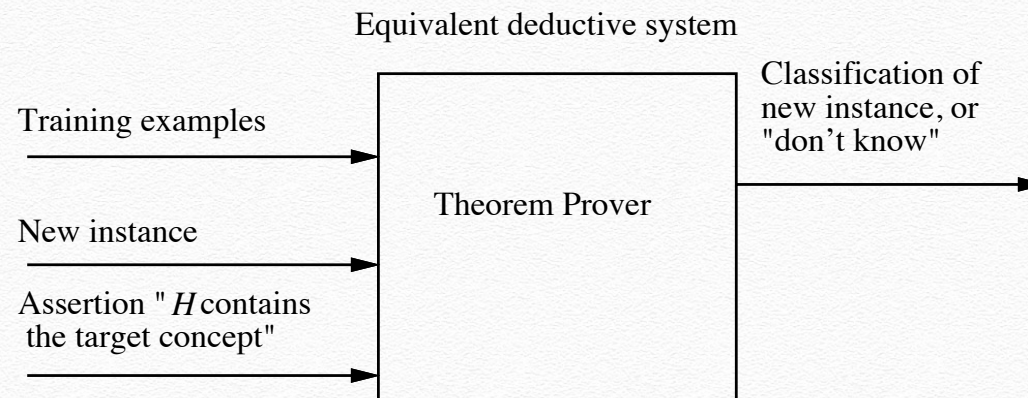 Equivalent deductive system
Training examples
New instance
Assertion " H contains
the target concept"
Theorem Prover
Classification of
new instance, or
"don't know"